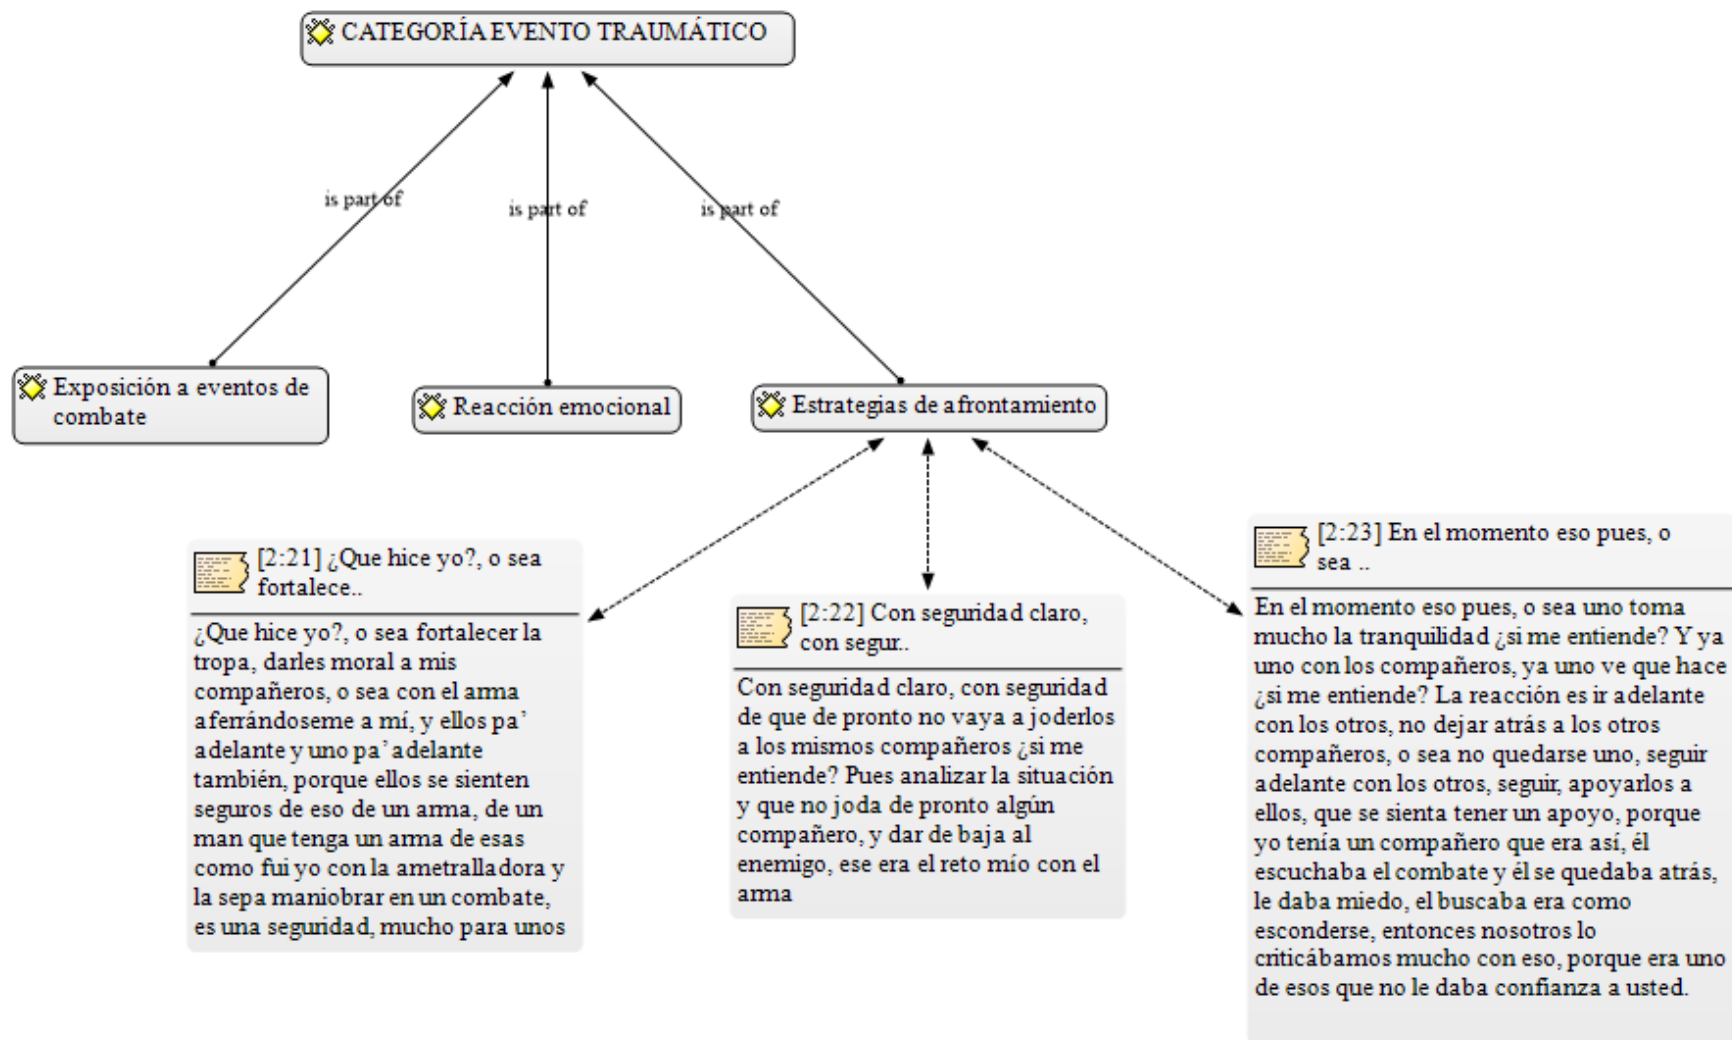 CATEGORÍA EVENTO TRAUMÁTICO
is part of
is part of
is part of
Exposición a eventos de
combate
Reacción emocional
Estrategias de afrontamiento
[2:21] ¿Que hice yo?, o sea
fortalece..
¿Que hice yo?, o sea fortalecer la
tropa, darles moral a mis
compañeros, o sea con el arma
aferrándoseme a mí, y ellos pa’
adelante y uno pa’ adelante
también, porque ellos se sienten
seguros de eso de un arma, de un
man que tenga un arma de esas
como fui yo con la ametralladora y
la sepa maniobrar en un combate,
es una seguridad, mucho para unos
[2:22] Con seguridad claro,
con segur..
Con seguridad claro, con seguridad
de que de pronto no vaya a joderlos
a los mismos compañeros ¿si me
entiende? Pues analizar la situación
y que no joda de pronto algún
compañero, y dar de baja al
enemigo, ese era el reto mío con el
arma
[2:23] En el momento eso pues, o
sea ..
En el momento eso pues, o sea uno toma
mucho la tranquilidad ¿si me entiende? Y ya
uno con los compañeros, ya uno ve que hace
¿si me entiende? La reacción es ir adelante
con los otros, no dejar atrás a los otros
compañeros, o sea no quedarse uno, seguir
adelante con los otros, seguir, apoyarlos a
ellos, que se sienta tener un apoyo, porque
yo tenía un compañero que era así, él
escuchaba el combate y él se quedaba atrás,
le daba miedo, el buscaba era como
esconderse, entonces nosotros lo
criticábamos mucho con eso, porque era uno
de esos que no le daba confianza a usted.